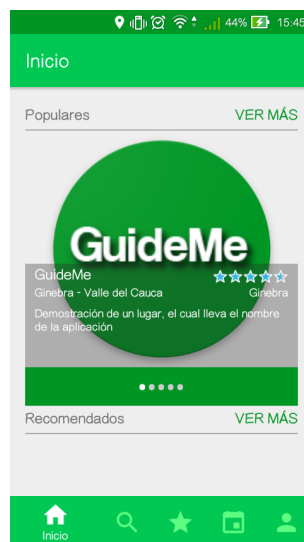 44% 15:45
Inicio
Populares VER MÁS
GuideMe
GuideMe
Ginebra - Valle del Cauca Ginebra
Demostración de un lugar, el cual lleva el nombre
de la aplicación
Recomendados VER MÁS
Inicio